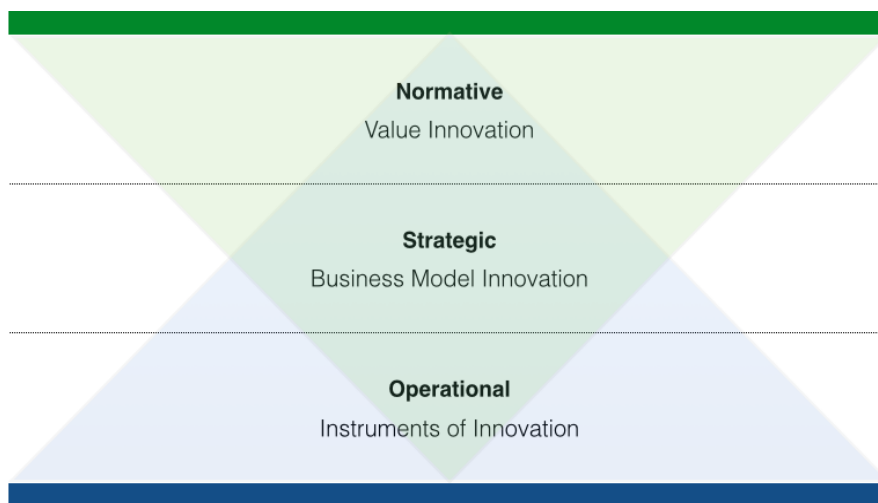 Normative
Value Innovation
Strategic
Business Model Innovation
Operational
Instruments of Innovation